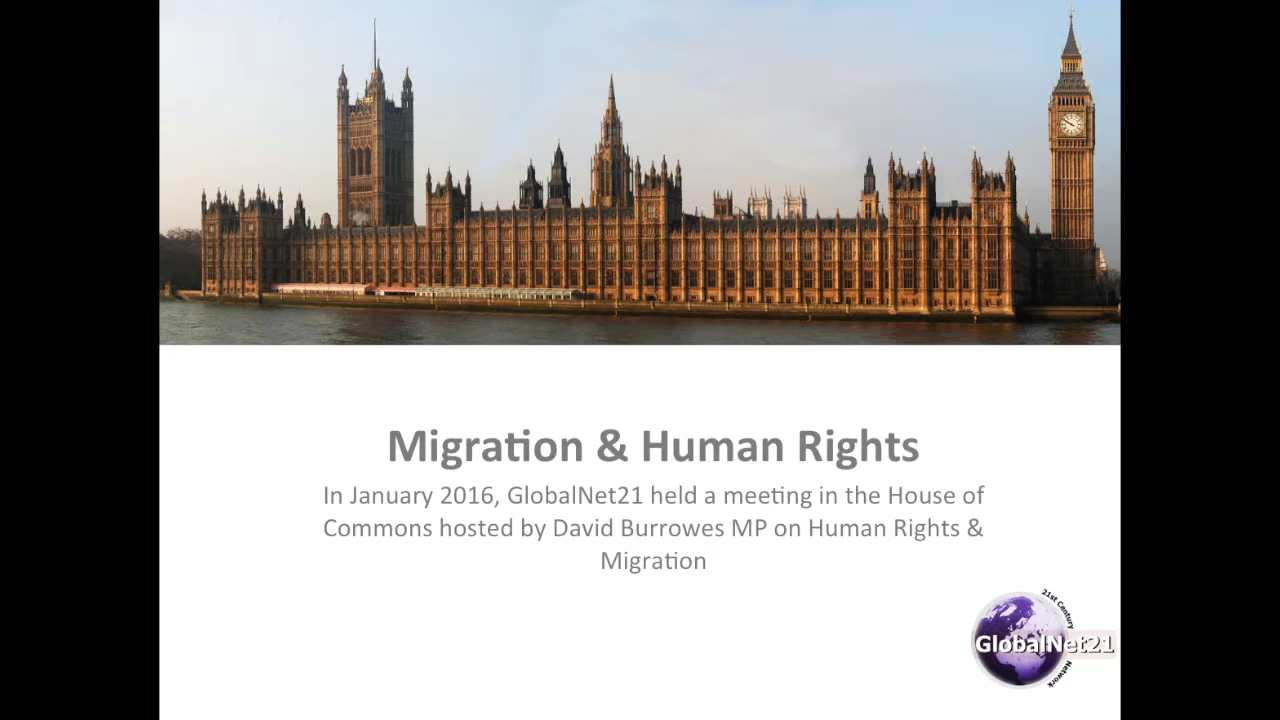 Migration & Human Rights
In January 2016, GlobalNet21 held a meeting in the House of
Commons hosted by David Burrowes MP on Human Rights &
Migration
21st Century
GlobalNet21
Network